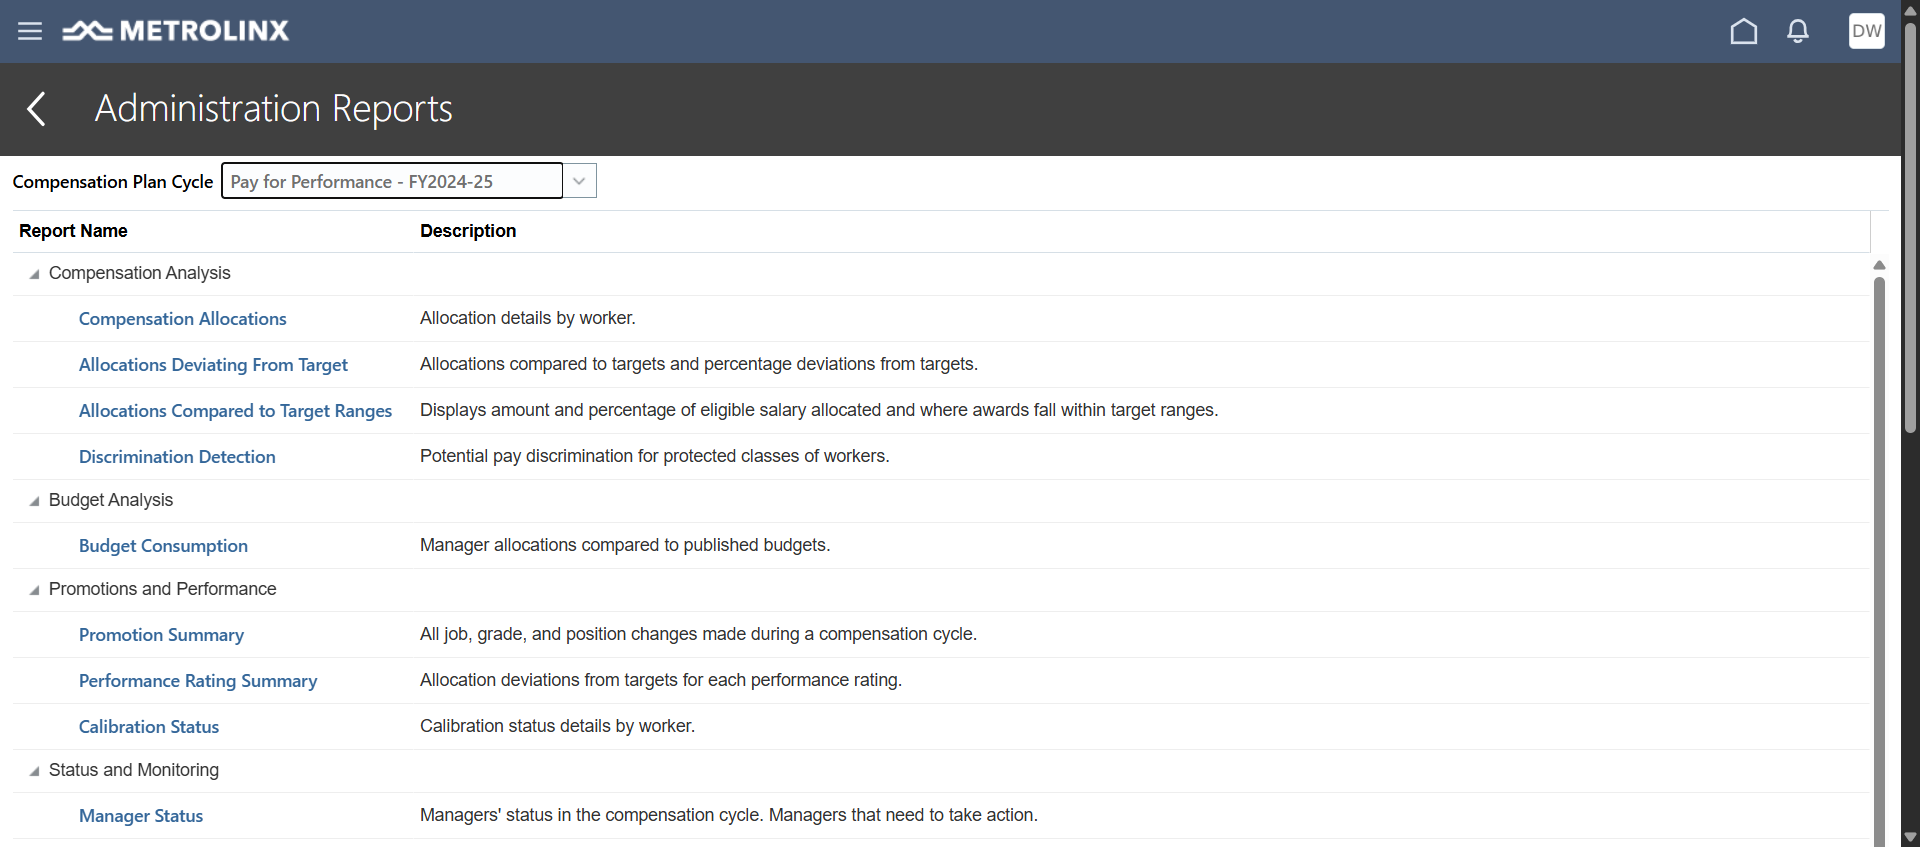 METROLINX
DW
Administration Reports
Compensation Plan Cycle Pay for Performance - FY2024-25
Report Name Description
Compensation Analysis
Compensation Allocations Allocation details by worker.
Allocations Deviating From Target Allocations compared to targets and percentage deviations from targets.
Allocations Compared to Target Ranges Displays amount and percentage of eligible salary allocated and where awards fall within target ranges.
Discrimination Detection Potential pay discrimination for protected classes of workers.
Budget Analysis
Budget Consumption Manager allocations compared to published budgets.
Promotions and Performance
Promotion Summary All job, grade, and position changes made during a compensation cycle.
Performance Rating Summary Allocation deviations from targets for each performance rating.
Calibration Status Calibration status details by worker.
Status and Monitoring
Manager Status Managers' status in the compensation cycle. Managers that need to take action.